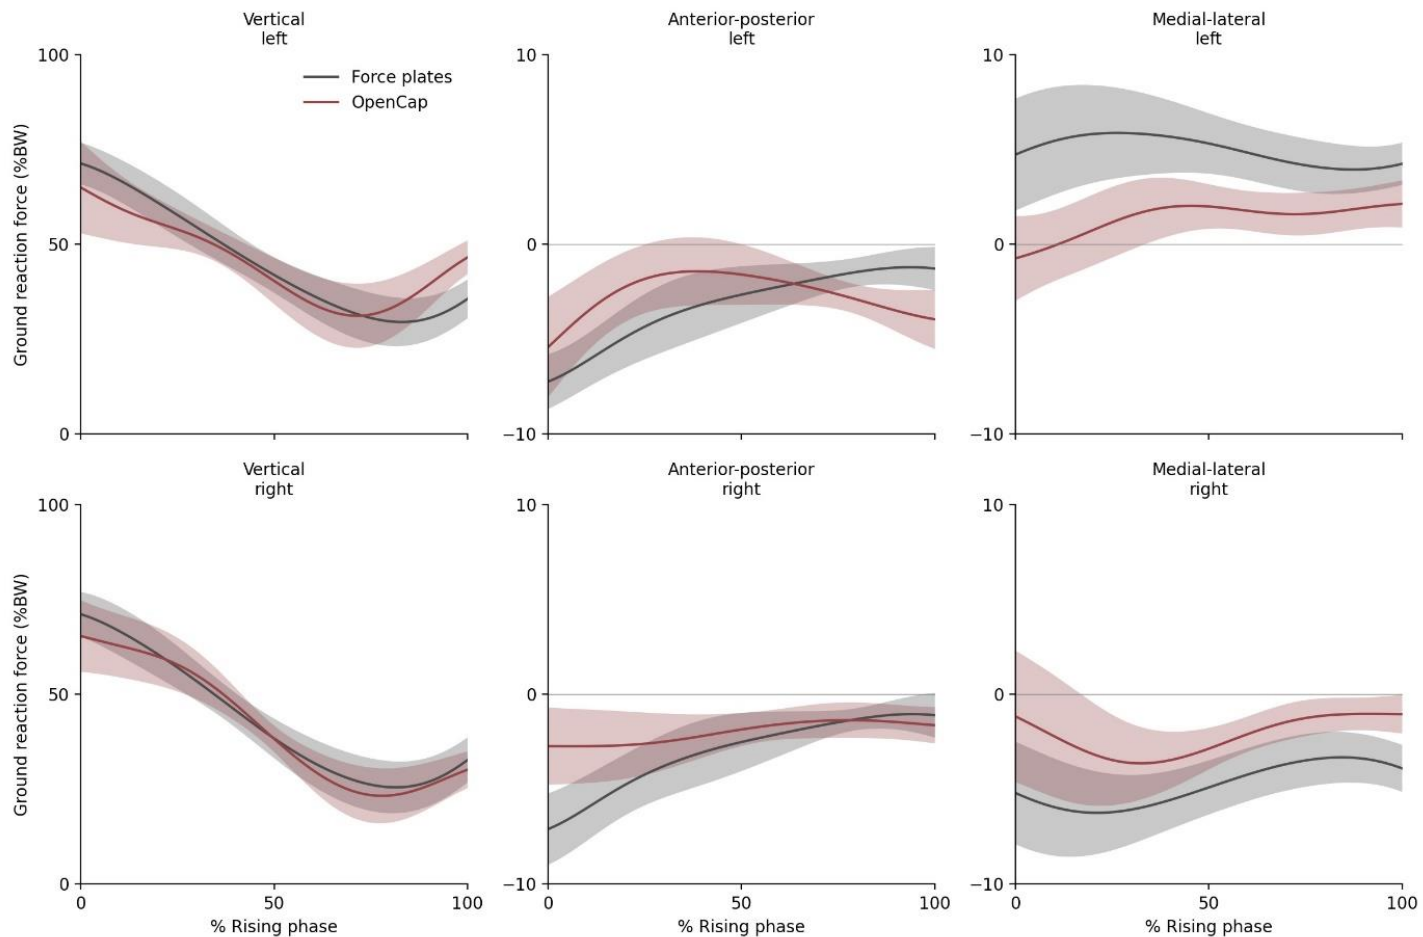 Vertical
left
Anterior-posterior
left
Medial-lateral
left
Ground reaction force (%BW)
100
50
0
Force plates
OpenCap
10
0
−10
10
0
−10
Vertical
right
Anterior-posterior
right
Medial-lateral
right
Ground reaction force (%BW)
100
50
0
10
0
−10
10
0
−10
0 50 100
0 50 100
0 50 100
% Rising phase
% Rising phase
% Rising phase